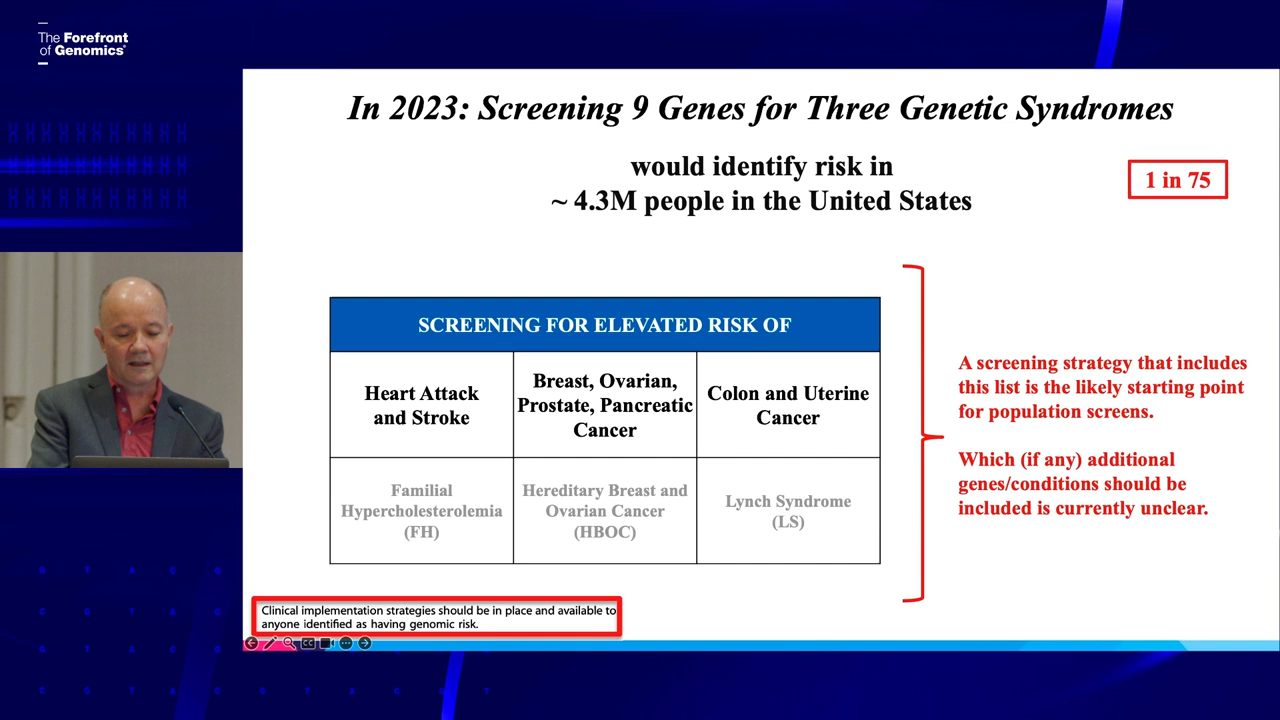 The Forefront
of Genomics®
In 2023: Screening 9 Genes for Three Genetic Syndromes
would identify risk in
~ 4.3M people in the United States
1 in 75
SCREENING FOR ELEVATED RISK OF
Heart Attack
and Stroke
Breast, Ovarian,
Prostate, Pancreatic
Cancer
Colon and Uterine
Cancer
Familial
Hypercholesterolemia
(FH)
Hereditary Breast and
Ovarian Cancer
(HBOC)
Lynch Syndrome
(LS)
A screening strategy that includes
this list is the likely starting point
for population screens.
Which (if any) additional
genes/conditions should be
included is currently unclear.
Clinical implementation strategies should be in place and available to
anyone identified as having genomic risk.